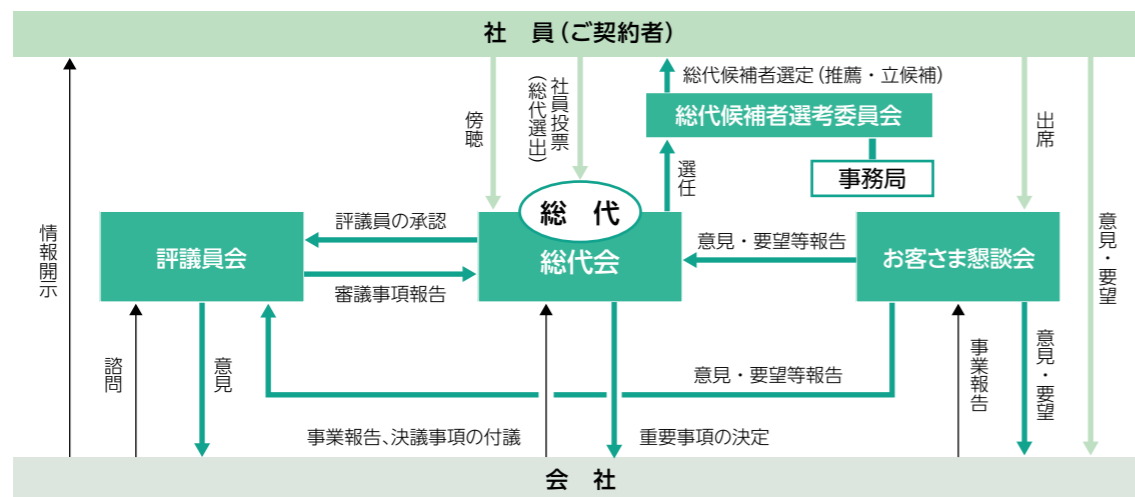 社　員（ご契約者）
総代候補者選定（推薦・立候補）
総代候補者選考委員会
事務局
傍聴
社員投票
（総代選出）
選任
出席
総　代
総代会
評議員の承認
審議事項報告
評議員会
意見・要望等報告
お客さま懇談会
情報開示
意見・要望
諮問
意見
意見・要望等報告
事業報告
意見・要望
事業報告、決議事項の付議
重要事項の決定
会　社